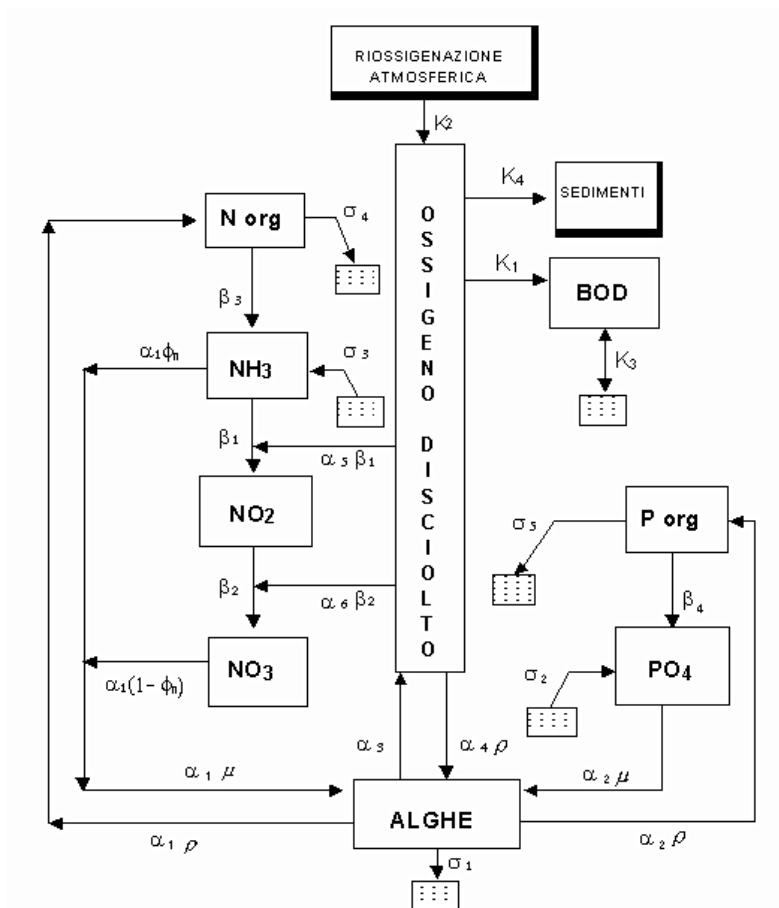 RIOSSIGENAZIONE
ATMOSFERICA
K2
OSSIGENO DISCIOLTO
K4
SEDIMENTI
N org
σ4
K1
BOD
β3
K3
α1ϕn
NH3
σ3
β1
α5 β1
NO2
σ5
P org
β2
α6 β2
β4
NO3
α1(1-ϕn)
σ2
PO4
α3
α4 ρ
α1 μ
α2 μ
ALGHE
α1 ρ
α2 ρ
σ1